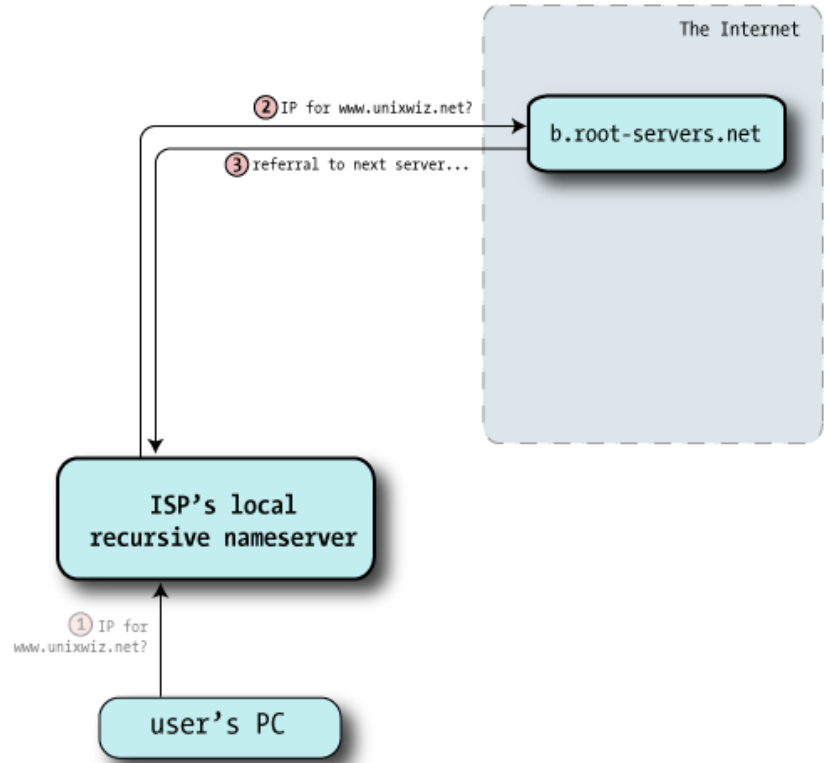 The Internet
2 IP for www.unixwiz.net?
b.root-servers.net
3 referral to next server...
ISP's local
recursive nameserver
1 IP for
www.unixwiz.net?
user's PC